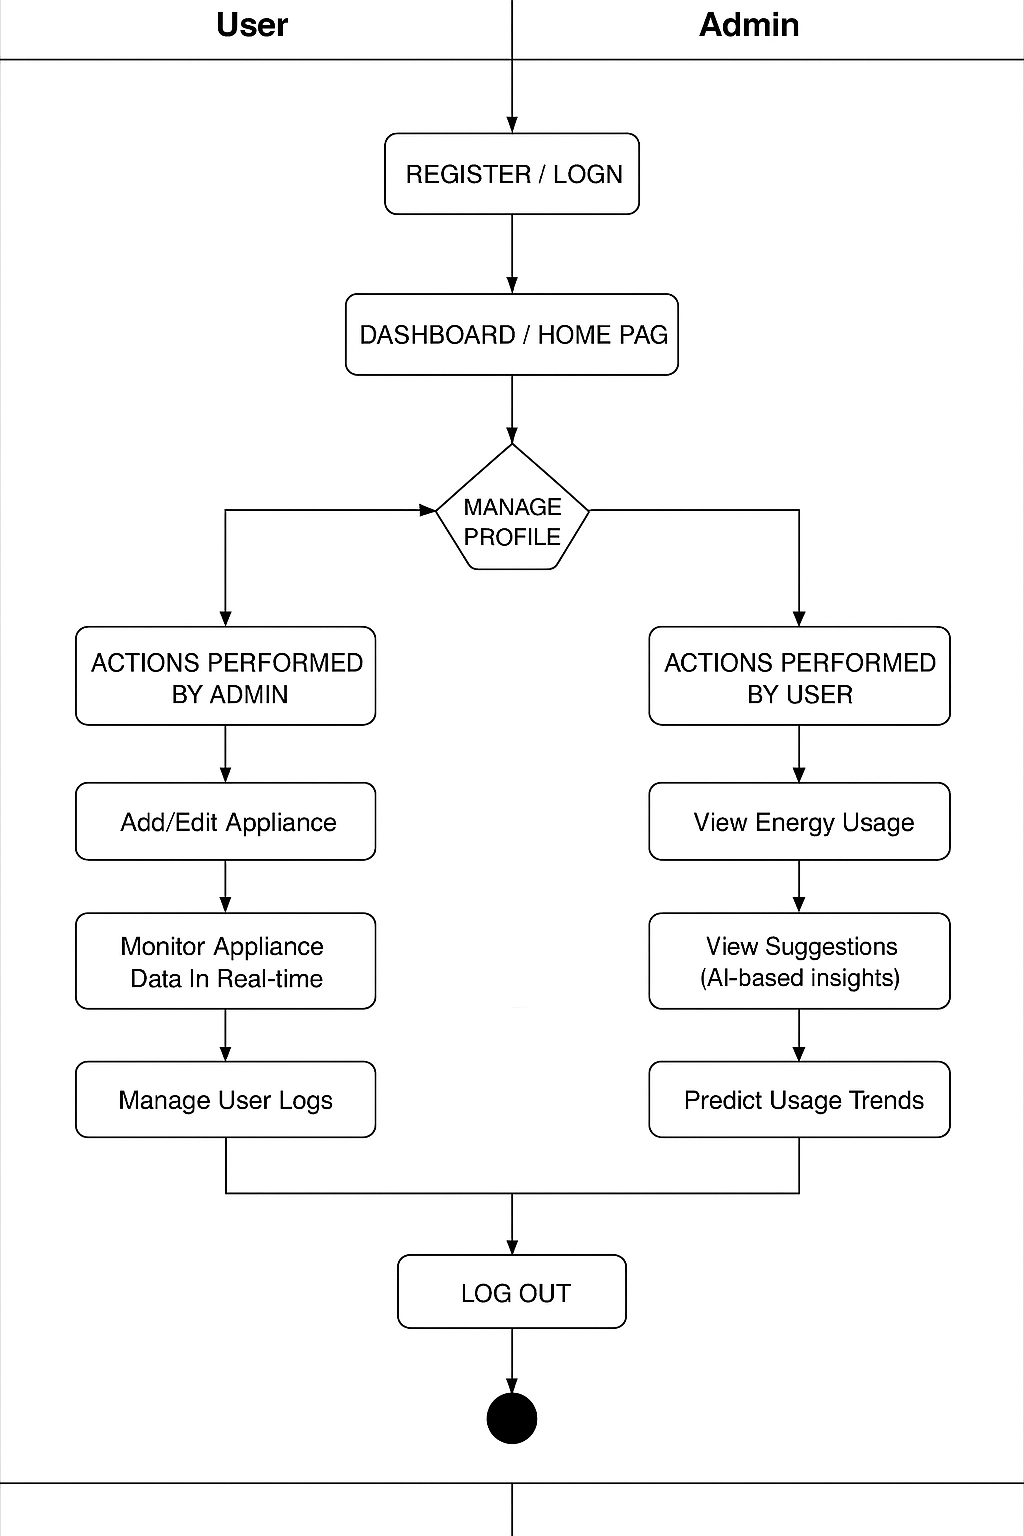 User
Admin
REGISTER / LOGN
DASHBOARD / HOME PAG
MANAGE
PROFILE
ACTIONS PERFORMED
BY ADMIN
Add/Edit Appliance
Monitor Appliance
Data In Real-time
Manage User Logs
ACTIONS PERFORMED
BY USER
View Energy Usage
View Suggestions
(AI-based insights)
Predict Usage Trends
LOG OUT